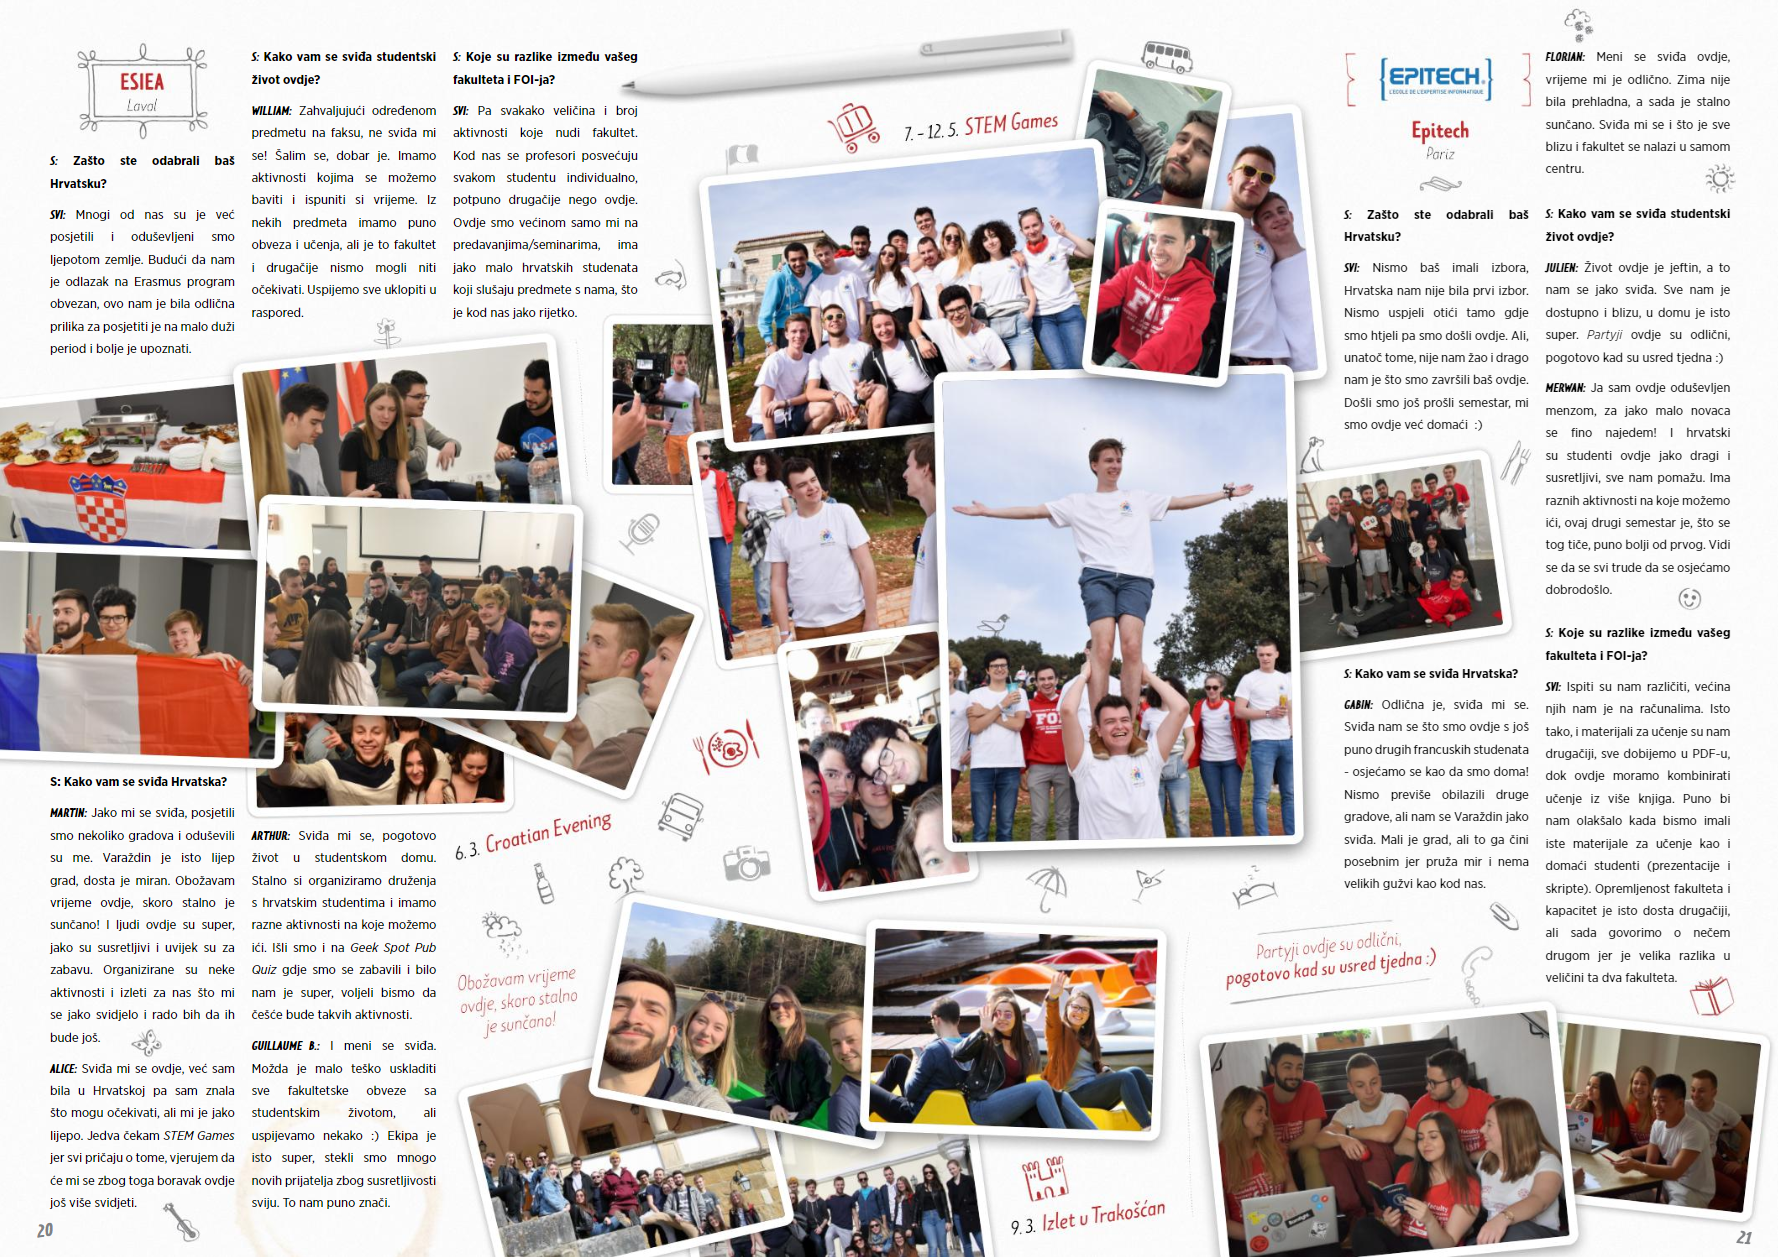 ESIEA
Laval
S: Zašto ste odabrali baš
Hrvatsku?
SVI: Mnogi od nas su je već
posjetili i oduševljeni smo
ljepotom zemlje. Budući da nam
je odlazak na Erasmus program
obvezan, ovo nam je bila odlična
prilika za posjetiti je na malo duži
period i bolje je upoznati.
S: Kako vam se sviđa Hrvatska?
MARTIN: Jako mi se sviđa, posjetili
smo nekoliko gradova i oduševili
su me. Varaždin je isto lijep
grad, dosta je miran. Obožavam
vrijeme ovdje, skoro stalno je
sunčano! I ljudi ovdje su super,
jako su susretljivi i uvijek su za
zabavu. Organizirane su neke
aktivnosti i izleti za nas što mi
se jako svidjelo i rado bih da ih
bude još.
ALICE: Sviđa mi se ovdje, već sam
bila u Hrvatskoj pa sam znala
što mogu očekivati, ali mi je jako
lijepo. Jedva čekam STEM Games
jer svi pričaju o tome, vjerujem da
će mi se zbog toga boravak ovdje
još više svidjeti.
20
S: Kako vam se sviđa studentski
život ovdje?
WILLIAM: Zahvaljujući određenom
predmetu na faksu, ne sviđa mi
se! Šalim se, dobar je. Imamo
aktivnosti kojima se možemo
baviti i ispuniti si vrijeme. Iz
nekih predmeta imamo puno
obveza i učenja, ali je to fakultet
i drugačije nismo mogli niti
očekivati. Uspijemo sve uklopiti u
raspored.
ARTHUR: Sviđa mi se, pogotovo
život u studentskom domu.
Stalno si organiziramo druženja
s hrvatskim studentima i imamo
razne aktivnosti na koje možemo
ići. Išli smo i na Geek Spot Pub
Quiz gdje smo se zabavili i bilo
nam je super, voljeli bismo da
češće bude takvih aktivnosti.
GUILLAUME B.: I meni se sviđa.
Možda je malo teško uskladiti
sve fakultetske obveze sa
studentskim životom, ali
uspijevamo nekako :) Ekipa je
isto super, stekli smo mnogo
novih prijatelja zbog susretljivosti
sviju. To nam puno znači.
S: Koje su razlike između vašeg
fakulteta i FOI-ja?
SVI: Pa svakako veličina i broj
aktivnosti koje nudi fakultet.
Kod nas se profesori posvećuju
svakom studentu individualno,
potpuno drugačije nego ovdje.
Ovdje smo većinom samo mi na
predavanjima/seminarima, ima
jako malo hrvatskih studenata
koji slušaju predmete s nama, što
je kod nas jako rijetko.
NASA
6. 3. Croatian Evening
Obožavam vrijeme
ovdje, skoro stalno
je sunčano!
7. - 12. 5. STEM Games
FOI
9. 3. Izlet u Trakošćan
Partyji ovdje su odlični,
pogotovo kad su usred tjedna :)
{EPITECH.}
L'ECOLE DE L'EXPERTISE INFORMATIQUE
Epitech
Pariz
S: Zašto ste odabrali baš
Hrvatsku?
SVI: Nismo baš imali izbora,
Hrvatska nam nije bila prvi izbor.
Nismo uspjeli otići tamo gdje
smo htjeli pa smo došli ovdje. Ali,
unatoč tome, nije nam žao i drago
nam je što smo završili baš ovdje.
Došli smo još prošli semestar, mi
smo ovdje već domaći :)
S: Kako vam se sviđa Hrvatska?
GABIN: Odlična je, sviđa mi se.
Sviđa nam se što smo ovdje s još
puno drugih francuskih studenata
- osjećamo se kao da smo doma!
Nismo previše obilazili druge
gradove, ali nam se Varaždin jako
sviđa. Mali je grad, ali to ga čini
posebnim jer pruža mir i nema
velikih gužvi kao kod nas.
FLORIAN: Meni se sviđa ovdje,
vrijeme mi je odlično. Zima nije
bila prehladna, a sada je stalno
sunčano. Sviđa mi se i što je sve
blizu i fakultet se nalazi u samom
centru.
S: Kako vam se sviđa studentski
život ovdje?
JULIEN: Život ovdje je jeftin, a to
nam se jako sviđa. Sve nam je
dostupno i blizu, u domu je isto
super. Partyji ovdje su odlični,
pogotovo kad su usred tjedna :)
MERWAN: Ja sam ovdje oduševljen
menzom, za jako malo novaca
se fino najedem! I hrvatski
su studenti ovdje jako dragi i
susretljivi, sve nam pomažu. Ima
raznih aktivnosti na koje možemo
ići, ovaj drugi semestar je, što se
tog tiče, puno bolji od prvog. Vidi
se da se svi trude da se osjećamo
dobrodošlo.
S: Koje su razlike između vašeg
fakulteta i FOI-ja?
SVI: Ispiti su nam različiti, većina
njih nam je na računalima. Isto
tako, i materijali za učenje su nam
drugačiji, sve dobijemo u PDF-u,
dok ovdje moramo kombinirati
učenje iz više knjiga. Puno bi
nam olakšalo kada bismo imali
iste materijale za učenje kao i
domaći studenti (prezentacije i
skripte). Opremljenost fakulteta i
kapacitet je isto dosta drugačiji,
ali sada govorimo o nečem
drugom jer je velika razlika u
veličini ta dva fakulteta.
21